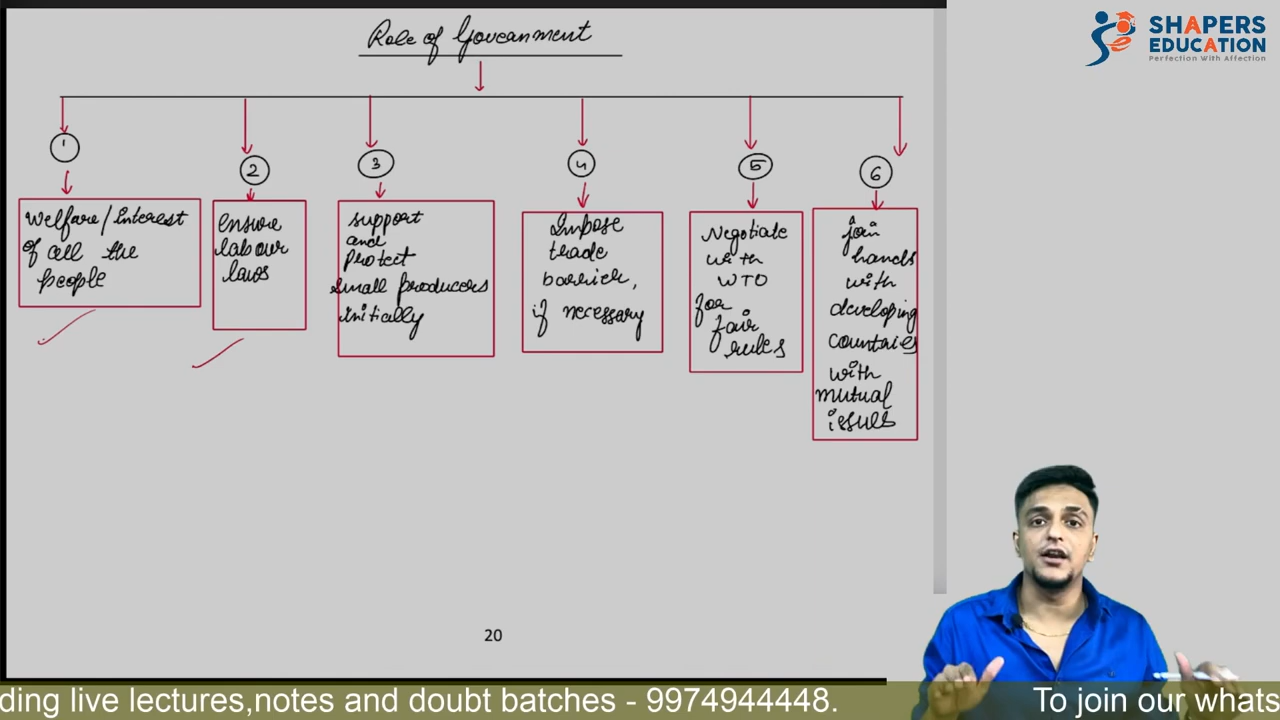 Role of Government
1
Welfare/Interest
of all the
people
2
ensure
labour
laws
3
support
and
Protect
small producers
initially
4
Impose
trade
barrier,
if necessary
5
Negotiate
with
WTO
for
fair
rules
6
join
hands
with
developing
countries
with
mutual
issues
20
SHAPERS
EDUCATION
Perfection With Affection
ding live lectures,notes and doubt batches - 9974944448. To join our whats